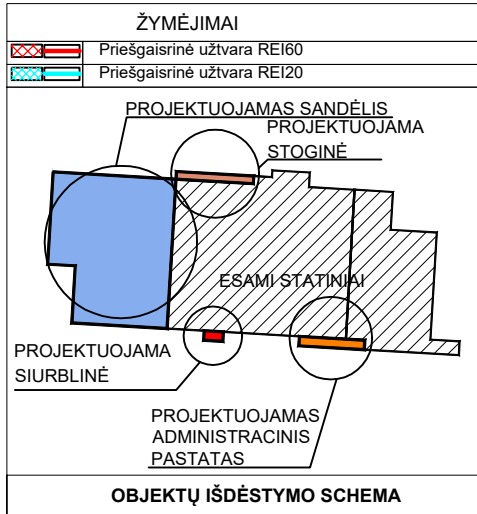 ŽYMĖJIMAI
Priešgaisrinė užtvara REI60
Priešgaisrinė užtvara REI20
PROJEKTUOJAMAS SANDĖLIS
PROJEKTUOJAMA
STOGINĖ
ESAMI STATINIAI
PROJEKTUOJAMA
SIURBLINĖ
PROJEKTUOJAMAS
ADMINISTRACINIS
PASTATAS
OBJEKTŲ IŠDĖSTYMO SCHEMA